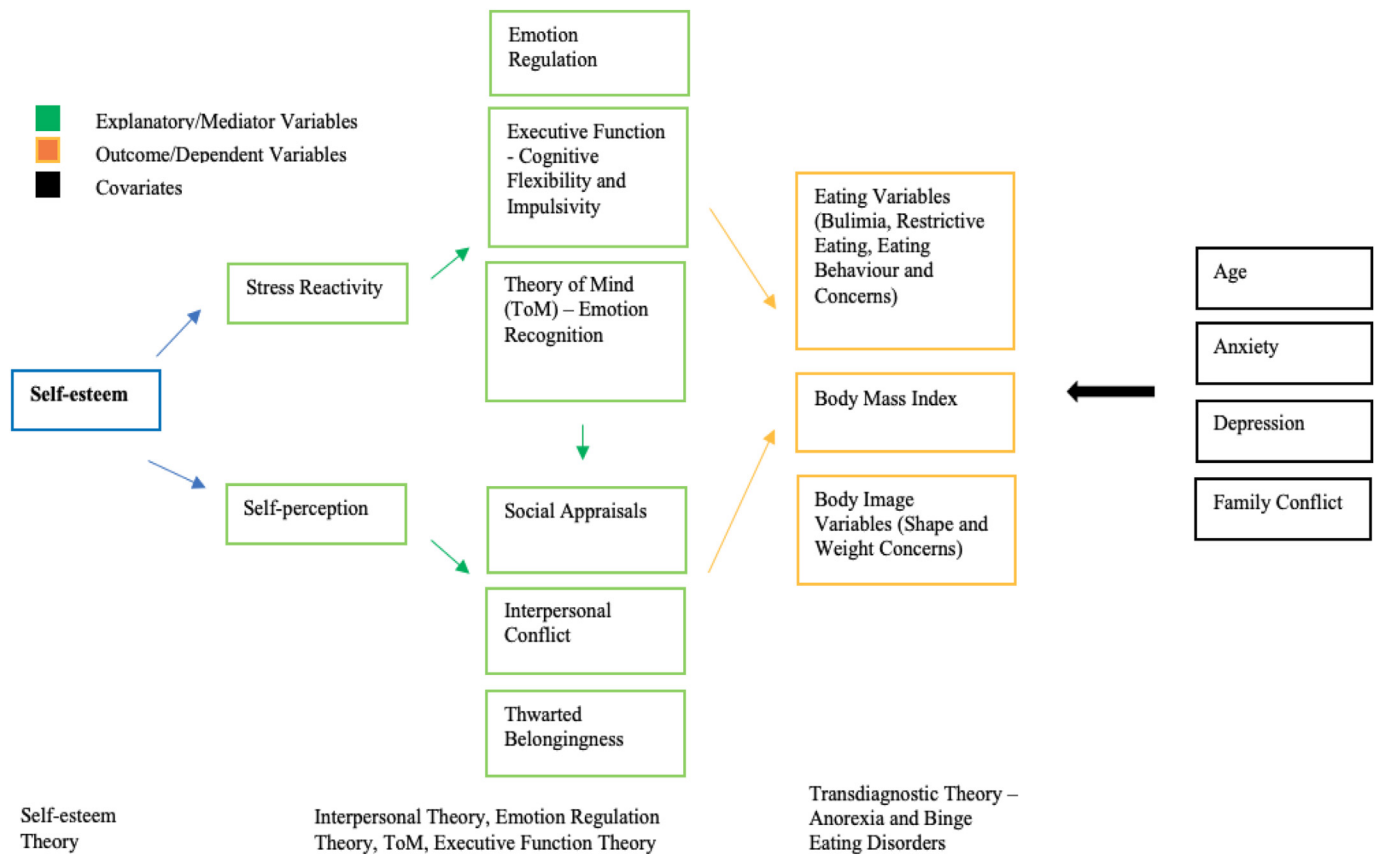 Explanatory/Mediator Variables
Outcome/Dependent Variables
Covariates
Self-esteem
Stress Reactivity
Self-perception
Emotion
Regulation
Executive Function
- Cognitive
Flexibility and
Impulsivity
Theory of Mind
(ToM) – Emotion
Recognition
Social Appraisals
Interpersonal
Conflict
Thwarted
Belongingness
Eating Variables
(Bulimia, Restrictive
Eating, Eating
Behaviour and
Concerns)
Body Mass Index
Body Image
Variables (Shape and
Weight Concerns)
Age
Anxiety
Depression
Family Conflict
Self-esteem
Theory
Interpersonal Theory, Emotion Regulation
Theory, ToM, Executive Function Theory
Transdiagnostic Theory –
Anorexia and Binge
Eating Disorders